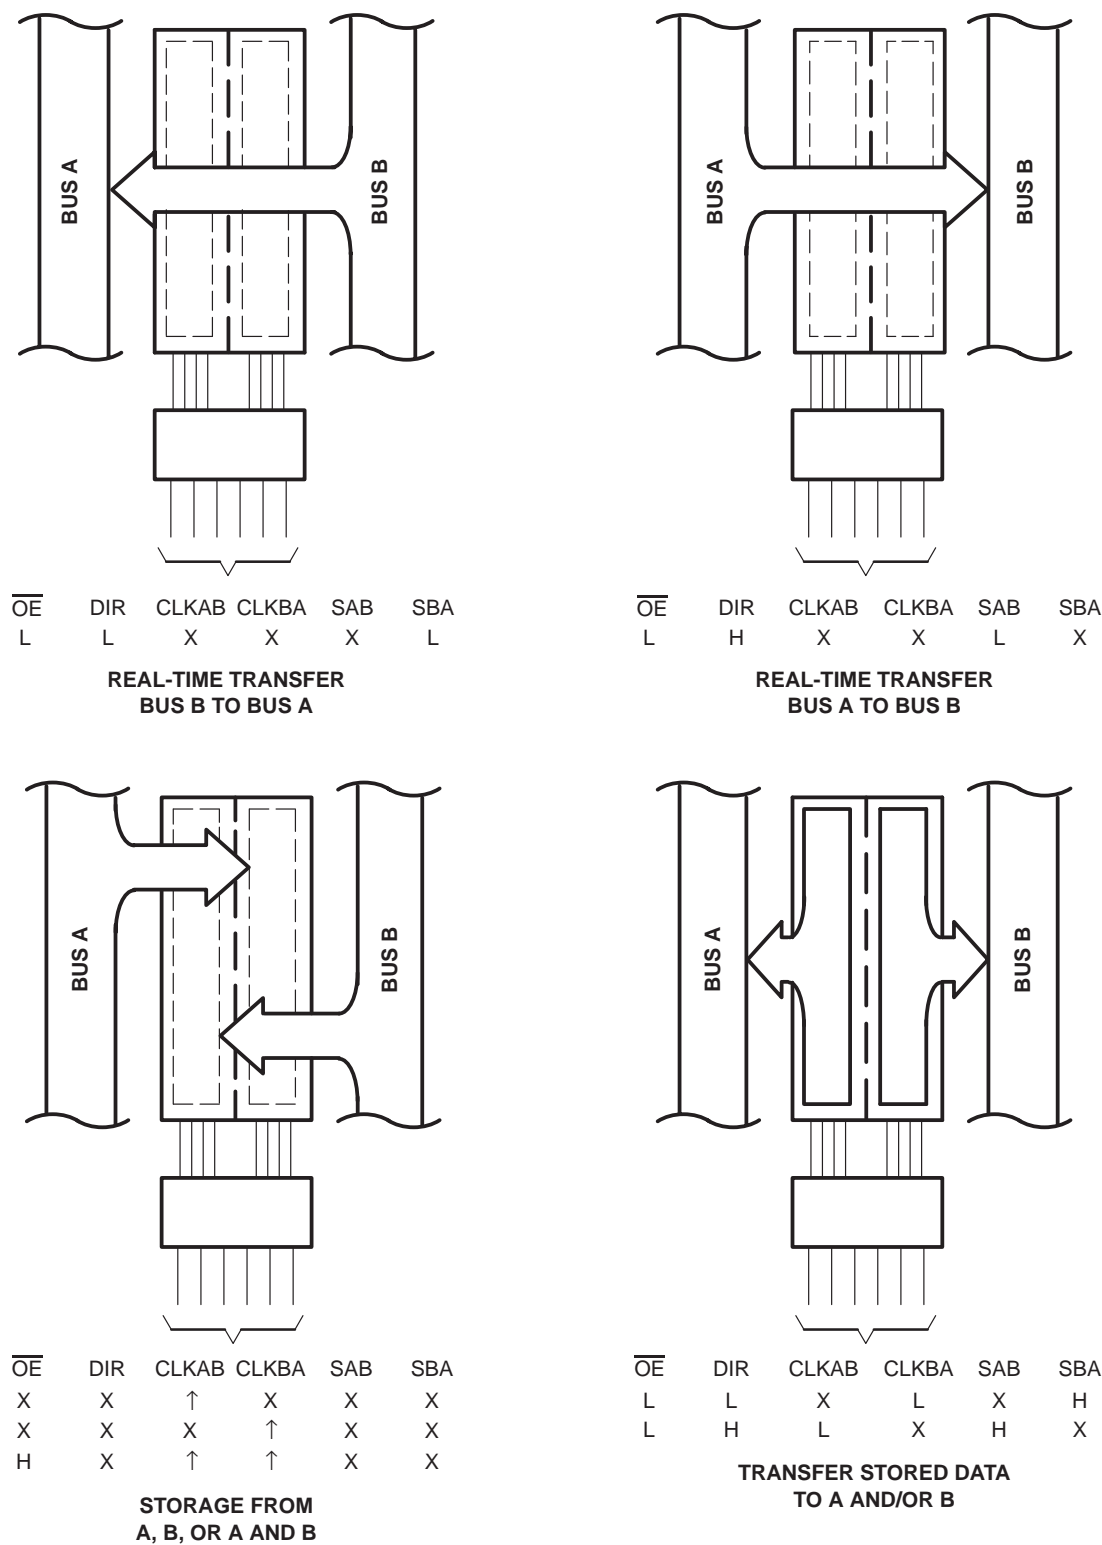 BUS A
BUS B
OE DIR CLKAB CLKBA SAB SBA
L L X X X L
REAL-TIME TRANSFER
BUS B TO BUS A
BUS A
BUS B
OE DIR CLKAB CLKBA SAB SBA
L H X X L X
REAL-TIME TRANSFER
BUS A TO BUS B
BUS A
BUS B
OE DIR CLKAB CLKBA SAB SBA
X X ↑ X X X
X X X ↑ X X
H X ↑ ↑ X X
STORAGE FROM
A, B, OR A AND B
BUS A
BUS B
OE DIR CLKAB CLKBA SAB SBA
L L X L X H
L H L X H X
TRANSFER STORED DATA
TO A AND/OR B